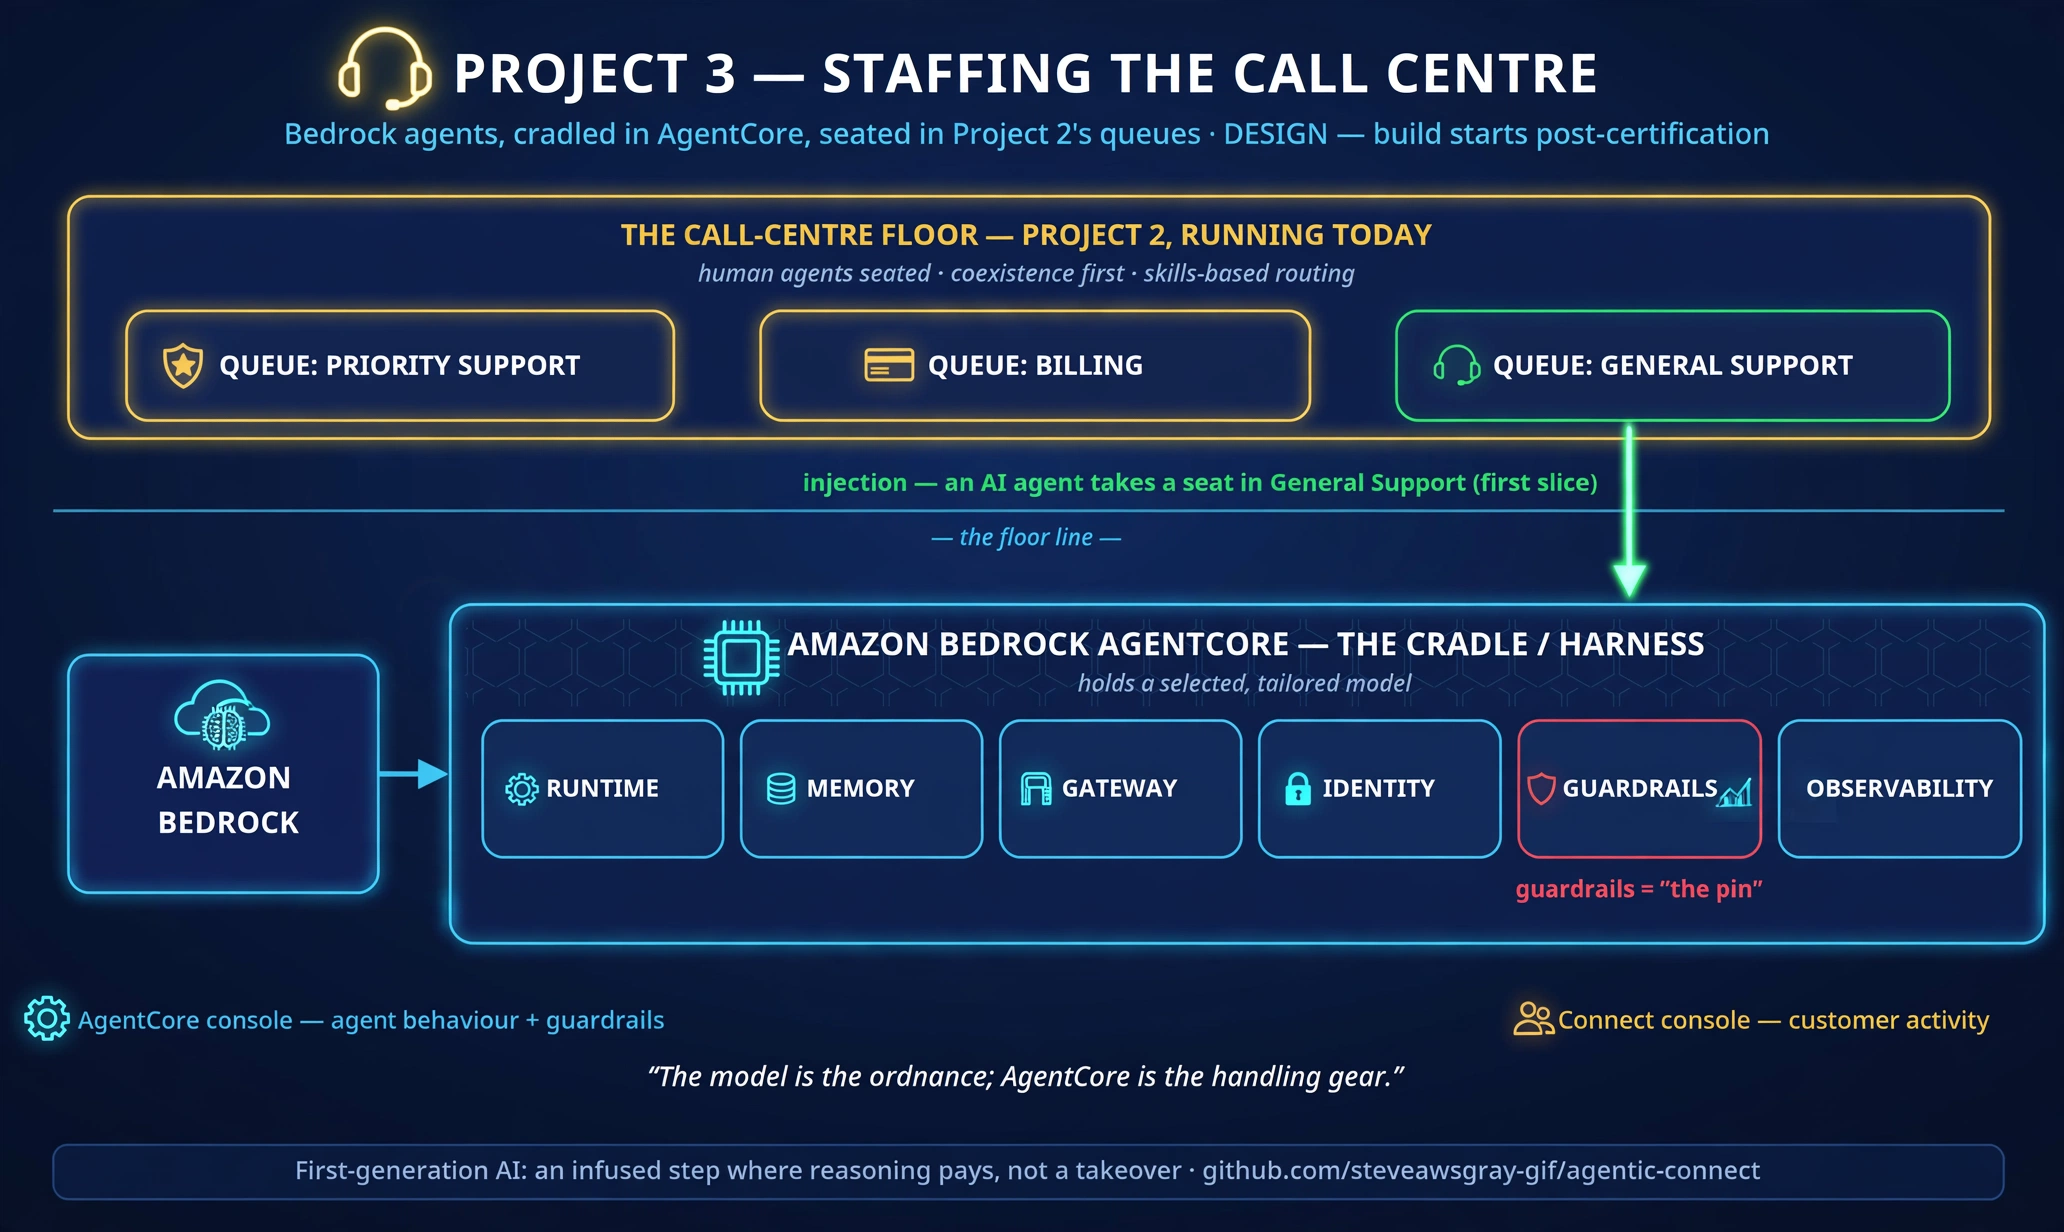 PROJECT 3 — STAFFING THE CALL CENTRE
Bedrock agents, cradled in AgentCore, seated in Project 2's queues · DESIGN — build starts post-certification
THE CALL-CENTRE FLOOR — PROJECT 2, RUNNING TODAY
human agents seated · coexistence first · skills-based routing
QUEUE: PRIORITY SUPPORT
QUEUE: BILLING
QUEUE: GENERAL SUPPORT
injection — an AI agent takes a seat in General Support (first slice)
— the floor line —
AMAZON BEDROCK AGENTCORE — THE CRADLE / HARNESS
holds a selected, tailored model
AMAZON
BEDROCK
RUNTIME
MEMORY
GATEWAY
IDENTITY
GUARDRAILS
OBSERVABILITY
guardrails = ”the pin”
AgentCore console — agent behaviour + guardrails
Connect console — customer activity
“The model is the ordnance; AgentCore is the handling gear.”
First-generation AI: an infused step where reasoning pays, not a takeover · github.com/steveawsgray-gif/agentic-connect